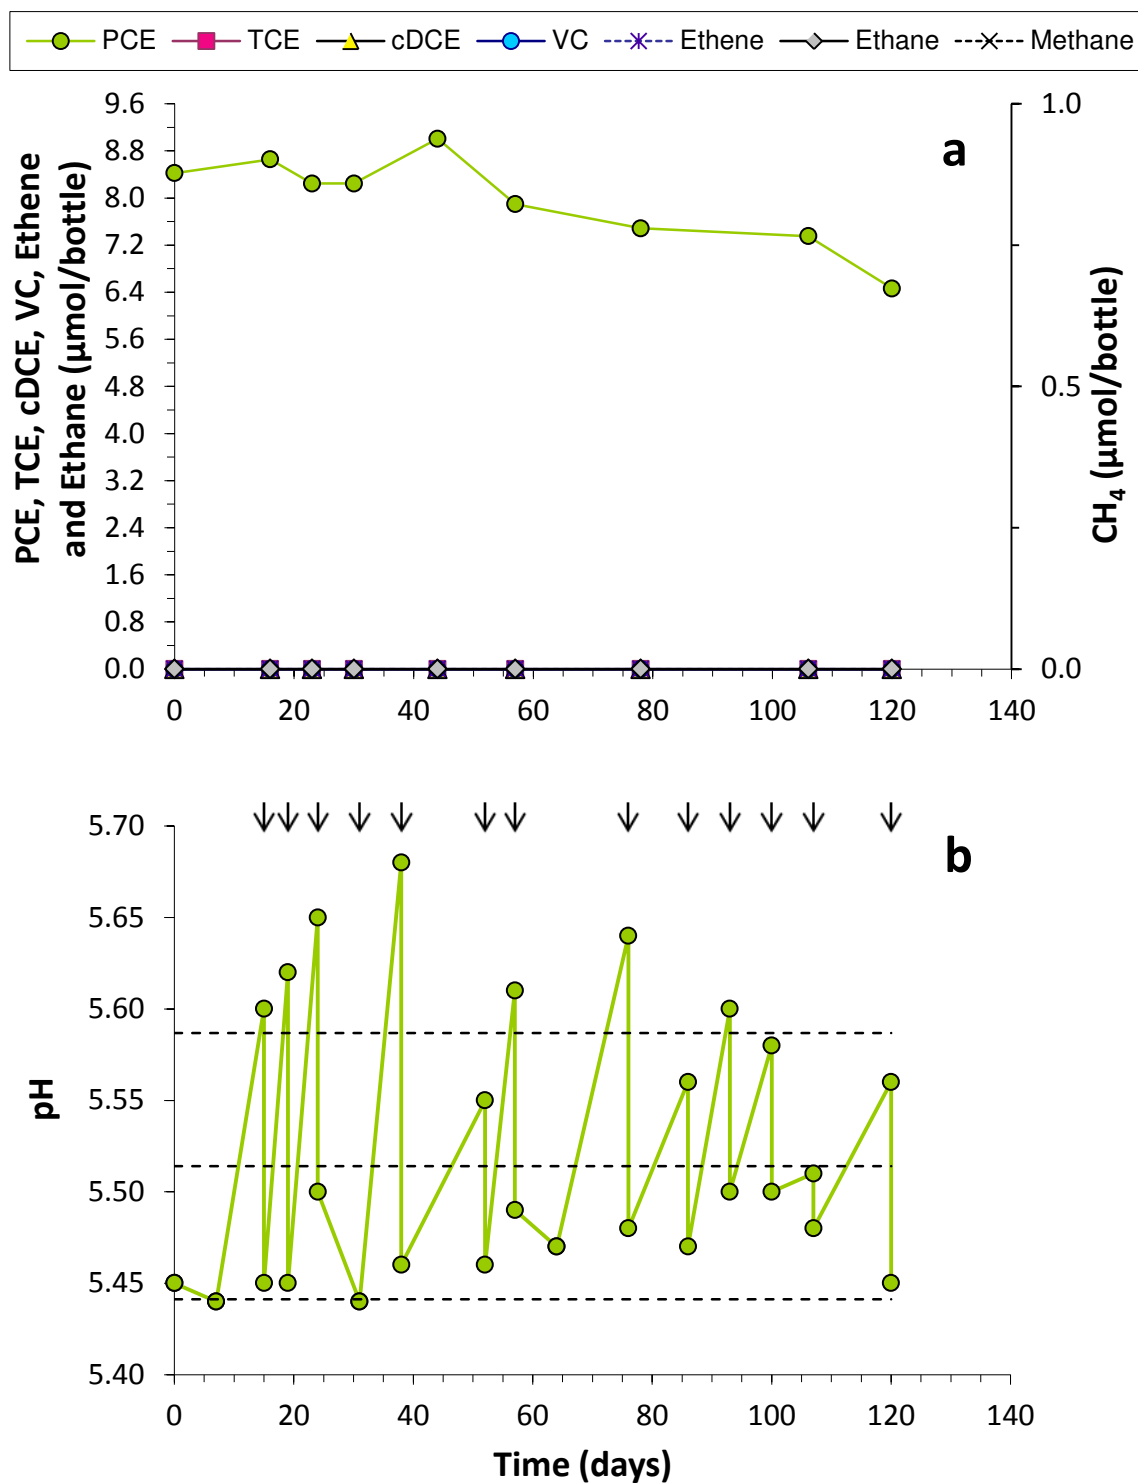 PCE TCE cDCE VC Ethene Ethane Methane
PCE, TCE, cDCE, VC, Ethene
and Ethane (µmol/bottle)
9.6
8.8
8.0
7.2
6.4
5.6
4.8
4.0
3.2
2.4
1.6
0.8
0.0
a
1.0
0.5
0.0
CH₄ (µmol/bottle)
0 20 40 60 80 100 120 140
pH
5.70
5.65
5.60
5.55
5.50
5.45
5.40
b
0 20 40 60 80 100 120 140
Time (days)